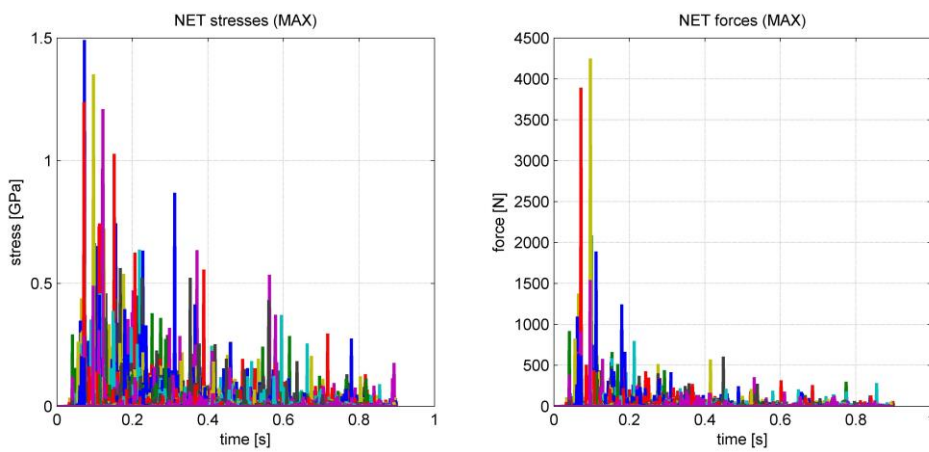 NET stresses (MAX)
1.5
1
0.5
0
stress [GPa]
0 0.2 0.4 0.6 0.8 1
time [s]
NET forces (MAX)
4500
4000
3500
3000
2500
2000
1500
1000
500
0
force [N]
0 0.2 0.4 0.6 0.8 1
time [s]